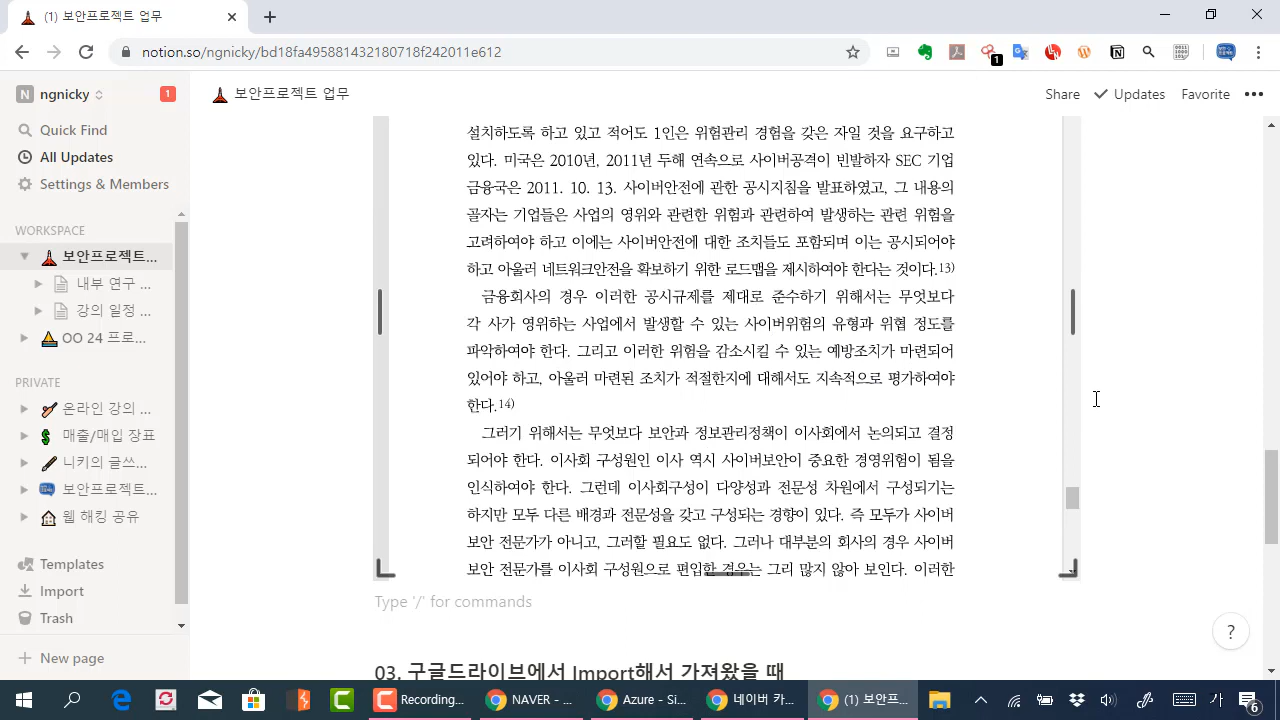 (1) 보안프로젝트 업무
notion.so/ngnicky/bd18fa495881432180718f242011e612
1
N ngnicky 1
Quick Find
All Updates
Settings & Members
WORKSPACE
보안프로젝트...
내부 연구 ...
강의 일정 ...
OO 24 프로...
PRIVATE
온라인 강의 ...
매출/매입 장표
니키의 글쓰...
보안프로젝트...
웹 해킹 공유
Templates
Import
Trash
New page
보안프로젝트 업무
Share Updates Favorite
설치하도록 하고 있고 적어도 1인은 위험관리 경험을 갖은 자일 것을 요구하고
있다. 미국은 2010년, 2011년 두해 연속으로 사이버공격이 빈발하자 SEC 기업
금융국은 2011. 10. 13. 사이버안전에 관한 공시지침을 발표하였고, 그 내용의
골자는 기업들은 사업의 영위와 관련한 위험과 관련하여 발생하는 관련 위험을
고려하여야 하고 이에는 사이버안전에 대한 조치들도 포함되며 이는 공시되어야
하고 아울러 네트워크안전을 확보하기 위한 로드맵을 제시하여야 한다는 것이다.13)
금융회사의 경우 이러한 공시규제를 제대로 준수하기 위해서는 무엇보다
각 사가 영위하는 사업에서 발생할 수 있는 사이버위험의 유형과 위협 정도를
파악하여야 한다. 그리고 이러한 위험을 감소시킬 수 있는 예방조치가 마련되어
있어야 하고, 아울러 마련된 조치가 적절한지에 대해서도 지속적으로 평가하여야
한다.14)
그러기 위해서는 무엇보다 보안과 정보관리정책이 이사회에서 논의되고 결정
되어야 한다. 이사회 구성원인 이사 역시 사이버보안이 중요한 경영위험이 됨을
인식하여야 한다. 그런데 이사회구성이 다양성과 전문성 차원에서 구성되기는
하지만 모두 다른 배경과 전문성을 갖고 구성되는 경향이 있다. 즉 모두가 사이버
보안 전문가가 아니고, 그러할 필요도 없다. 그러나 대부분의 회사의 경우 사이버
보안 전문가를 이사회 구성원으로 편입한 경우는 그리 많지 않아 보인다. 이러한
Type '/' for commands
03. 구글드라이브에서 Import해서 가져왔을 때
?
Recording... NAVER - ... Azure - Si... 네이버 카... (1) 보안프... 가 6